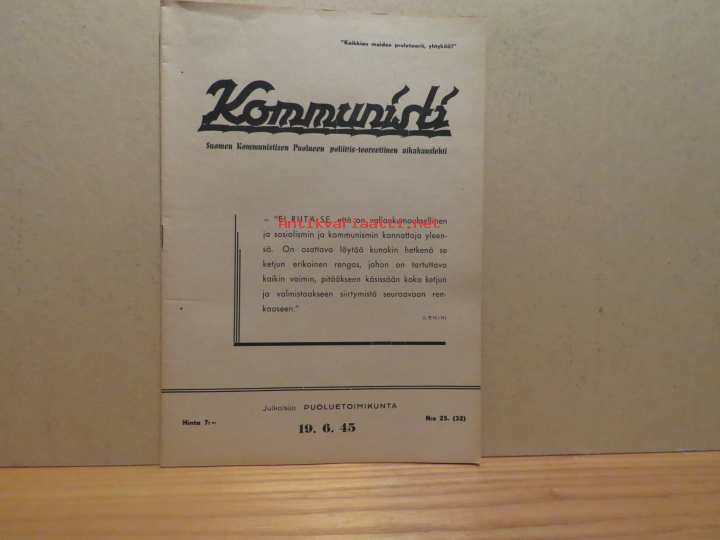 "Kaikkien maiden proletaarit, yhtykää!"
Kommunisti
Suomen Kommunistisen Puolueen poliittis-teoreettinen aikakauslehti
Antikvariaatti.net
— "EI RIITÄ SE, että on vallankumouksellinen
ja sosialismin ja kommunismin kannattaja yleen-
sä. On osattava löytää kunakin hetkenä se
ketjun erikoinen rengas, johon on tartuttava
kaikin voimin, pitääkseen käsissään koko ketjun
ja valmistaakseen siirtymistä seuraavaan ren-
kaaseen."
(LENIN)
Julkaisija PUOLUETOIMIKUNTA
Hinta 7:—
19. 6. 45
N:o 25. (32)